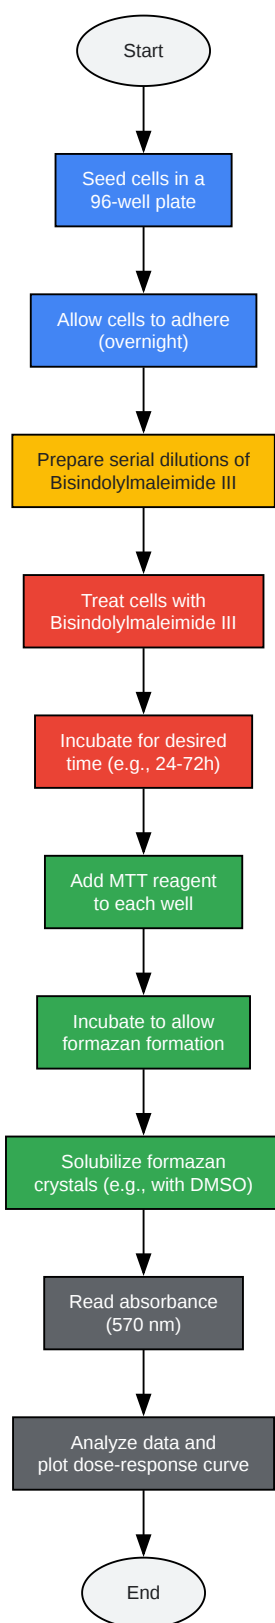 Start
Seed cells in a
96-well plate
Allow cells to adhere
(overnight)
Prepare serial dilutions of
Bisindolylmaleimide III
Treat cells with
Bisindolylmaleimide III
Incubate for desired
time (e.g., 24-72h)
Add MTT reagent
to each well
Incubate to allow
formazan formation
Solubilize formazan
crystals (e.g., with DMSO)
Read absorbance
(570 nm)
Analyze data and
plot dose-response curve
End